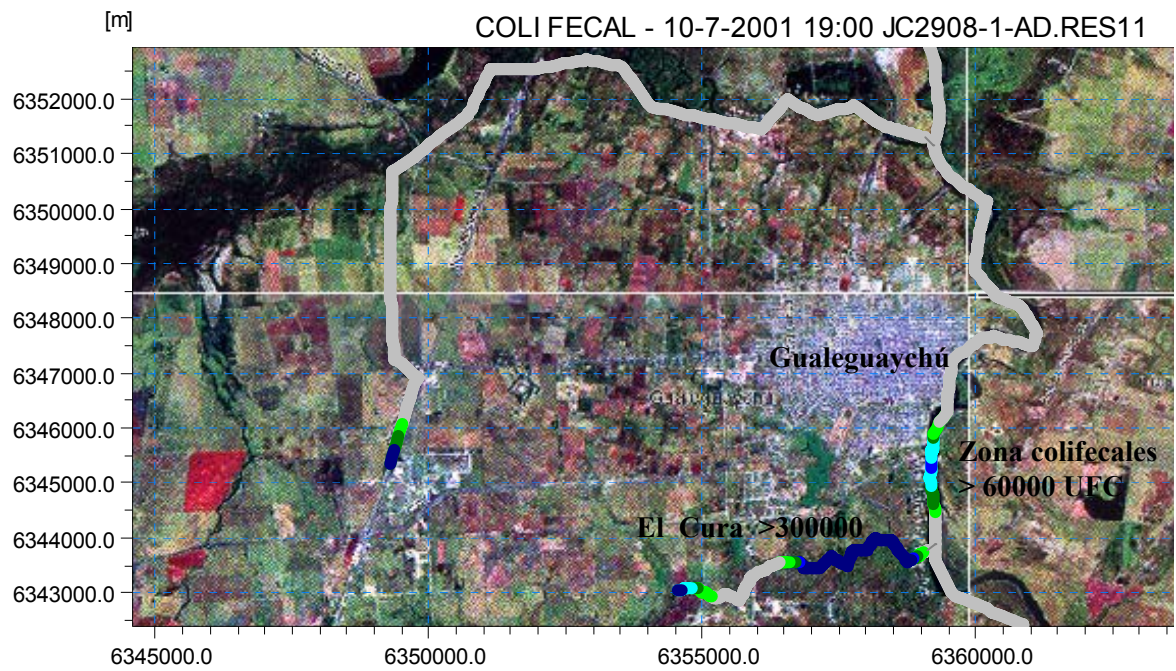 [m]
COLI FECAL - 10-7-2001 19:00 JC2908-1-AD.RES11
6352000.0
6351000.0
6350000.0
6349000.0
6348000.0
6347000.0
6346000.0
6345000.0
6344000.0
6343000.0
Gualeguaychú
Zona colifecales
> 60000 UFC
El Cura >300000
6345000.0 6350000.0 6355000.0 6360000.0